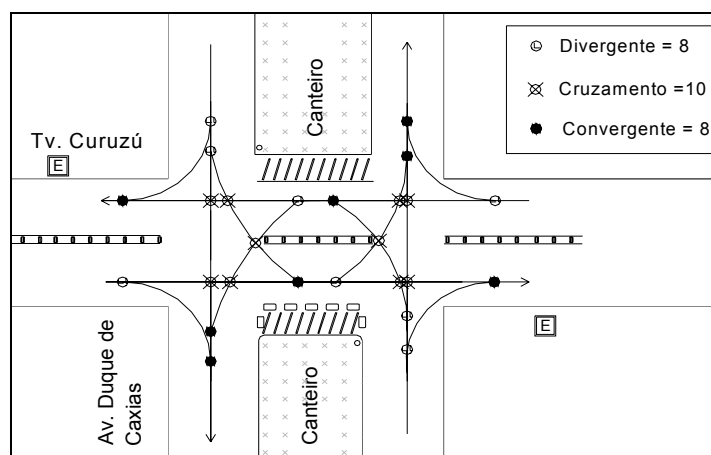 Canteiro
Divergente = 8
Cruzamento =10
Convergente = 8
Tv. Curuzú
E
E
Av. Duque de
Caxias
Canteiro